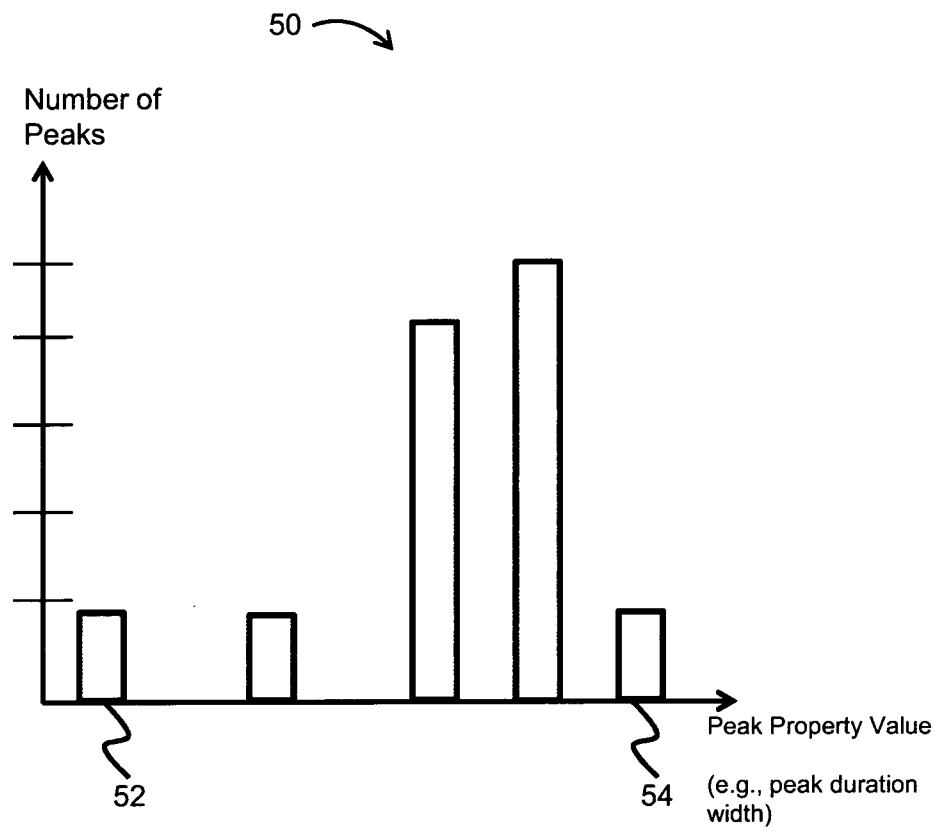 50
Number of
Peaks
Peak Property Value
52
54
(e.g., peak duration
width)